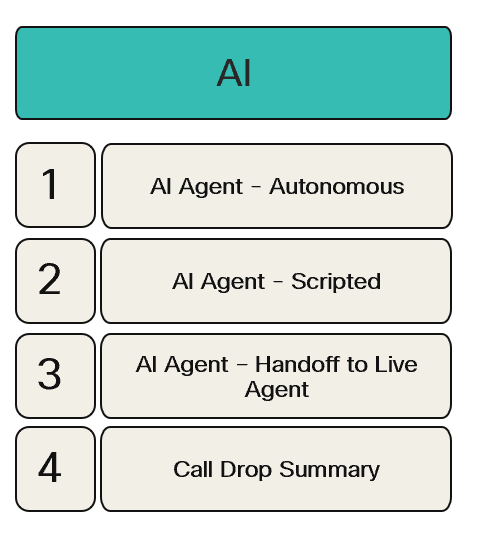 AI
1
AI Agent - Autonomous
2
AI Agent - Scripted
3
AI Agent - Handoff to Live
Agent
4
Call Drop Summary